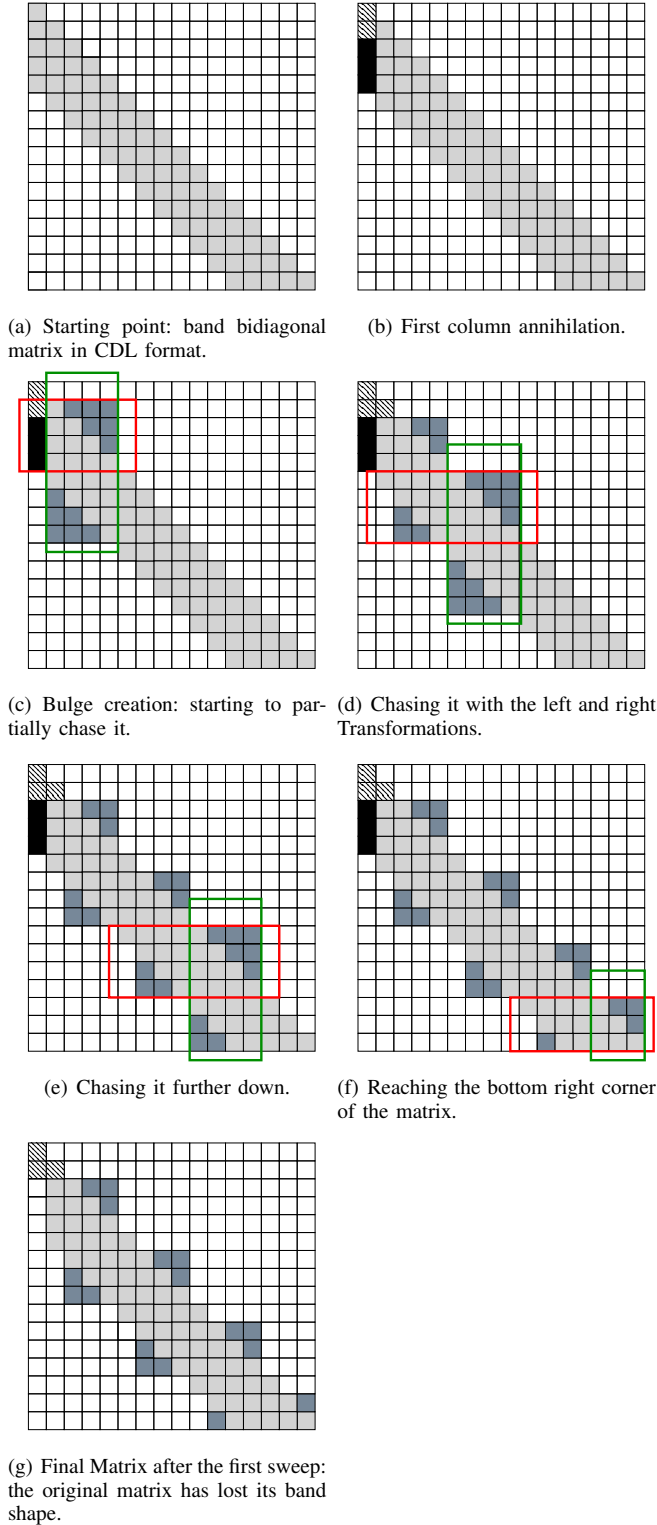 (a) Starting point: band bidiagonal
matrix in CDL format.
(b) First column annihilation.
(c) Bulge creation: starting to par-
tially chase it.
(d) Chasing it with the left and right
Transformations.
(e) Chasing it further down.
(f) Reaching the bottom right corner
of the matrix.
(g) Final Matrix after the first sweep:
the original matrix has lost its band
shape.